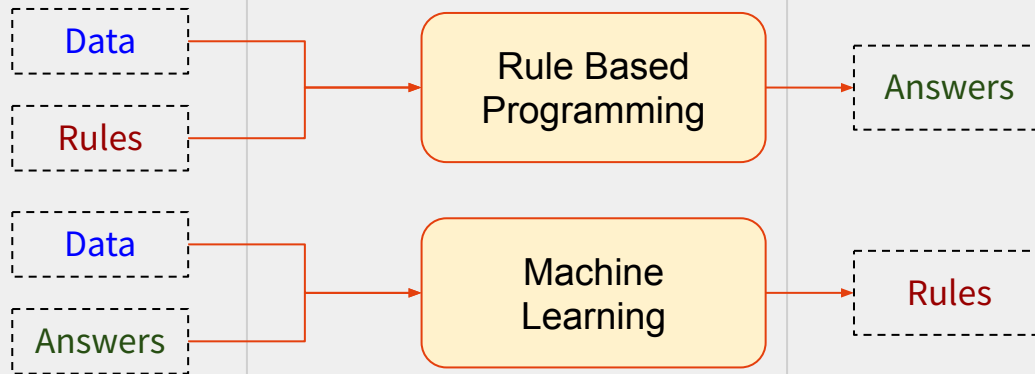 Data
Rules
Rule Based
Programming
Answers
Data
Answers
Machine
Learning
Rules